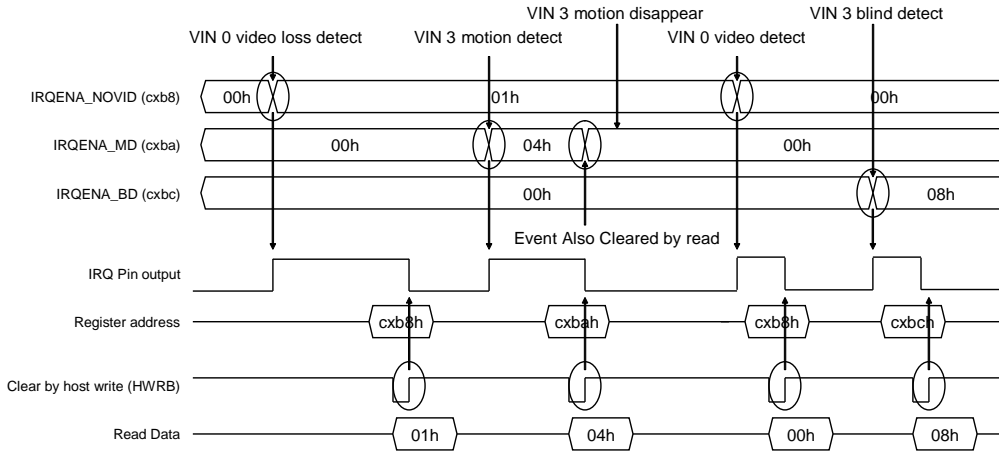 VIN 3 motion disappear
VIN 3 blind detect
VIN 0 video loss detect
VIN 3 motion detect
VIN 0 video detect
IRQENA_NOVID (cxb8)
00h
01h
00h
IRQENA_MD (cxba)
00h
04h
00h
IRQENA_BD (cxbc)
00h
08h
Event Also Cleared by read
IRQ Pin output
Register address
cxb8h
cxbah
cxb8h
cxbch
Clear by host write (HWRB)
Read Data
01h
04h
00h
08h